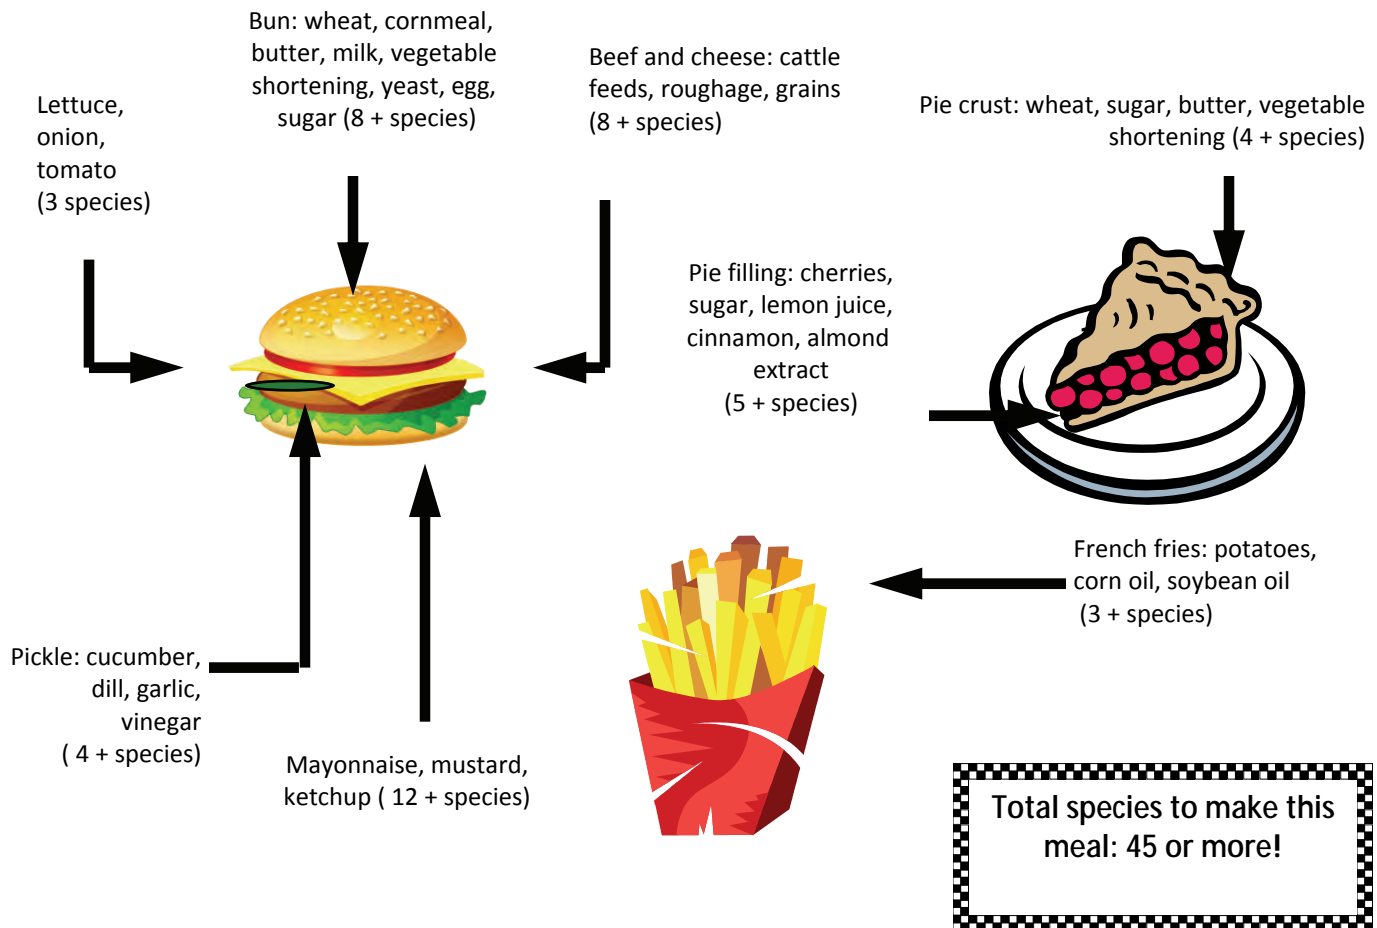 Bun: wheat, cornmeal,
butter, milk, vegetable
shortening, yeast, egg,
sugar (8 + species)
Beef and cheese: cattle
feeds, roughage, grains
(8 + species)
Lettuce,
onion,
tomato
(3 species)
Pie crust: wheat, sugar, butter, vegetable
shortening (4 + species)
Pie filling: cherries,
sugar, lemon juice,
cinnamon, almond
extract
(5 + species)
French fries: potatoes,
corn oil, soybean oil
(3 + species)
Pickle: cucumber,
dill, garlic,
vinegar
( 4 + species)
Mayonnaise, mustard,
ketchup ( 12 + species)
Total species to make this
meal: 45 or more!